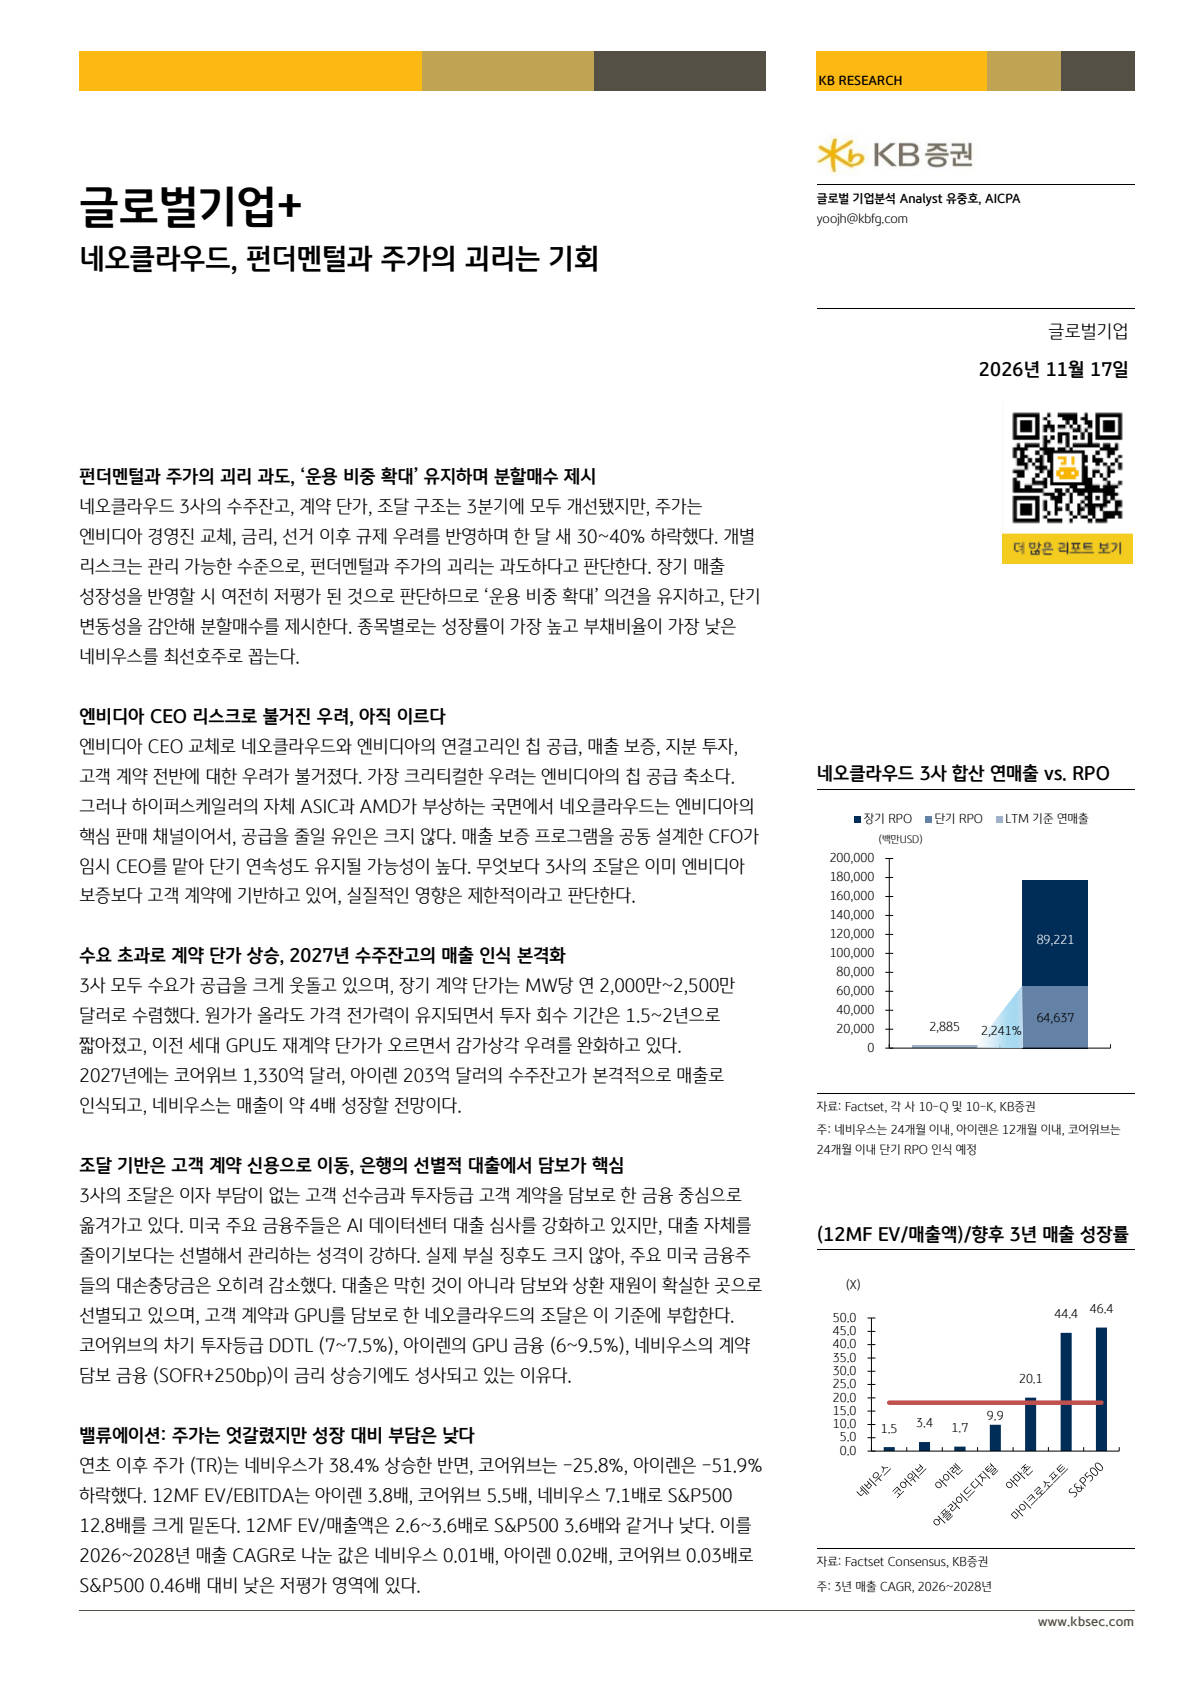 KB RESEARCH
KB증권
글로벌 기업분석 Analyst 유중호, AICPA
yoojh@kbfg.com
글로벌기업+
네오클라우드, 펀더멘털과 주가의 괴리는 기회
글로벌기업
2026년 11월 17일
더 많은 리포트 보기
펀더멘털과 주가의 괴리 과도, ‘운용 비중 확대’ 유지하며 분할매수 제시
네오클라우드 3사의 수주잔고, 계약 단가, 조달 구조는 3분기에 모두 개선됐지만, 주가는
엔비디아 경영진 교체, 금리, 선거 이후 규제 우려를 반영하며 한 달 새 30~40% 하락했다. 개별
리스크는 관리 가능한 수준으로, 펀더멘털과 주가의 괴리는 과도하다고 판단한다. 장기 매출
성장성을 반영할 시 여전히 저평가 된 것으로 판단하므로 ‘운용 비중 확대’ 의견을 유지하고, 단기
변동성을 감안해 분할매수를 제시한다. 종목별로는 성장률이 가장 높고 부채비율이 가장 낮은
네비우스를 최선호주로 꼽는다.
엔비디아 CEO 리스크로 불거진 우려, 아직 이르다
엔비디아 CEO 교체로 네오클라우드와 엔비디아의 연결고리인 칩 공급, 매출 보증, 지분 투자,
고객 계약 전반에 대한 우려가 불거졌다. 가장 크리티컬한 우려는 엔비디아의 칩 공급 축소다.
그러나 하이퍼스케일러의 자체 ASIC과 AMD가 부상하는 국면에서 네오클라우드는 엔비디아의
핵심 판매 채널이어서, 공급을 줄일 유인은 크지 않다. 매출 보증 프로그램을 공동 설계한 CFO가
임시 CEO를 맡아 단기 연속성도 유지될 가능성이 높다. 무엇보다 3사의 조달은 이미 엔비디아
보증보다 고객 계약에 기반하고 있어, 실질적인 영향은 제한적이라고 판단한다.
수요 초과로 계약 단가 상승, 2027년 수주잔고의 매출 인식 본격화
3사 모두 수요가 공급을 크게 웃돌고 있으며, 장기 계약 단가는 MW당 연 2,000만~2,500만
달러로 수렴했다. 원가가 올라도 가격 전가력이 유지되면서 투자 회수 기간은 1.5~2년으로
짧아졌고, 이전 세대 GPU도 재계약 단가가 오르면서 감가상각 우려를 완화하고 있다.
2027년에는 코어위브 1,330억 달러, 아이렌 203억 달러의 수주잔고가 본격적으로 매출로
인식되고, 네비우스는 매출이 약 4배 성장할 전망이다.
조달 기반은 고객 계약 신용으로 이동, 은행의 선별적 대출에서 담보가 핵심
3사의 조달은 이자 부담이 없는 고객 선수금과 투자등급 고객 계약을 담보로 한 금융 중심으로
옮겨가고 있다. 미국 주요 금융주들은 AI 데이터센터 대출 심사를 강화하고 있지만, 대출 자체를
줄이기보다는 선별해서 관리하는 성격이 강하다. 실제 부실 징후도 크지 않아, 주요 미국 금융주
들의 대손충당금은 오히려 감소했다. 대출은 막힌 것이 아니라 담보와 상환 재원이 확실한 곳으로
선별되고 있으며, 고객 계약과 GPU를 담보로 한 네오클라우드의 조달은 이 기준에 부합한다.
코어위브의 차기 투자등급 DDTL (7~7.5%), 아이렌의 GPU 금융 (6~9.5%), 네비우스의 계약
담보 금융 (SOFR+250bp)이 금리 상승기에도 성사되고 있는 이유다.
밸류에이션: 주가는 엇갈렸지만 성장 대비 부담은 낮다
연초 이후 주가 (TR)는 네비우스가 38.4% 상승한 반면, 코어위브는 -25.8%, 아이렌은 -51.9%
하락했다. 12MF EV/EBITDA는 아이렌 3.8배, 코어위브 5.5배, 네비우스 7.1배로 S&P500
12.8배를 크게 밑돈다. 12MF EV/매출액은 2.6~3.6배로 S&P500 3.6배와 같거나 낮다. 이를
2026~2028년 매출 CAGR로 나눈 값은 네비우스 0.01배, 아이렌 0.02배, 코어위브 0.03배로
S&P500 0.46배 대비 낮은 저평가 영역에 있다.
네오클라우드 3사 합산 연매출 vs. RPO
장기 RPO 단기 RPO LTM 기준 연매출
(백만USD)
200,000
180,000
160,000
140,000
120,000
100,000
80,000
60,000
40,000
20,000
0
89,221
64,637
2,885
2,241%
자료: Factset, 각 사 10-Q 및 10-K, KB증권
주: 네비우스는 24개월 이내, 아이렌은 12개월 이내, 코어위브는
24개월 이내 단기 RPO 인식 예정
(12MF EV/매출액)/향후 3년 매출 성장률
(X)
50.0
45.0
40.0
35.0
30.0
25.0
20.0
15.0
10.0
5.0
0.0
1.5
3.4
1.7
9.9
20.1
44.4
46.4
네비우스
코어위브
아이렌
어플라이드디지털
아마존
마이크로소프트
S&P500
자료: Factset Consensus, KB증권
주: 3년 매출 CAGR, 2026~2028년
www.kbsec.com